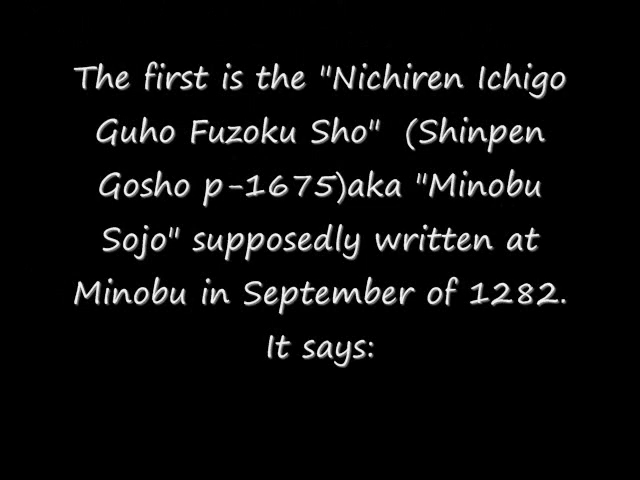 The first is the "Nichiren Ichigo
Guho Fuzoku Sho"  (Shinpen
Gosho p-1675)aka "Minobu
Sojo" supposedly written at
Minobu in September of 1282.
It says: